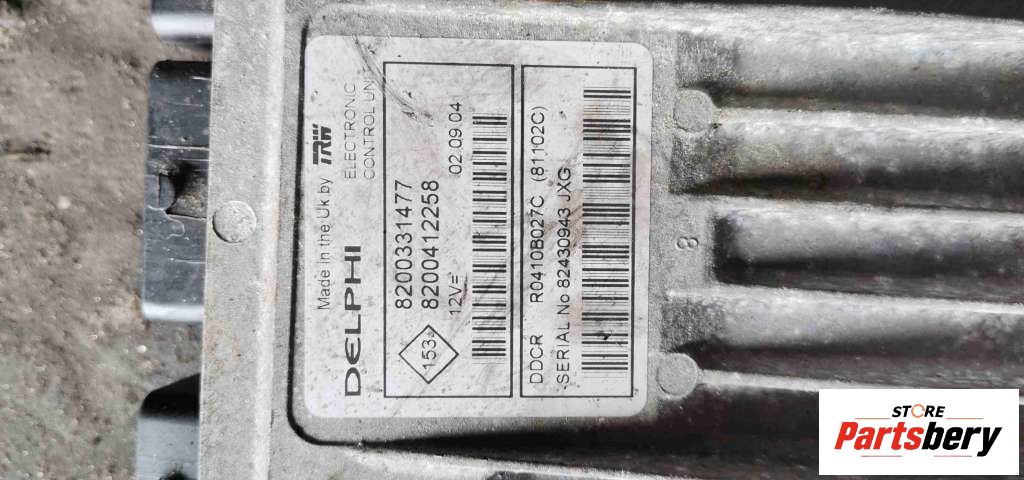 Made in the Uk by TRW
DELPHI
ELECTRONIC
CONTROL UN
8200331477
8200412258
153
12V=
02.09.04
DDCR R0410B027C (81102C)
SERIAL No 82430943 JXG
8
STORE
Partsbery